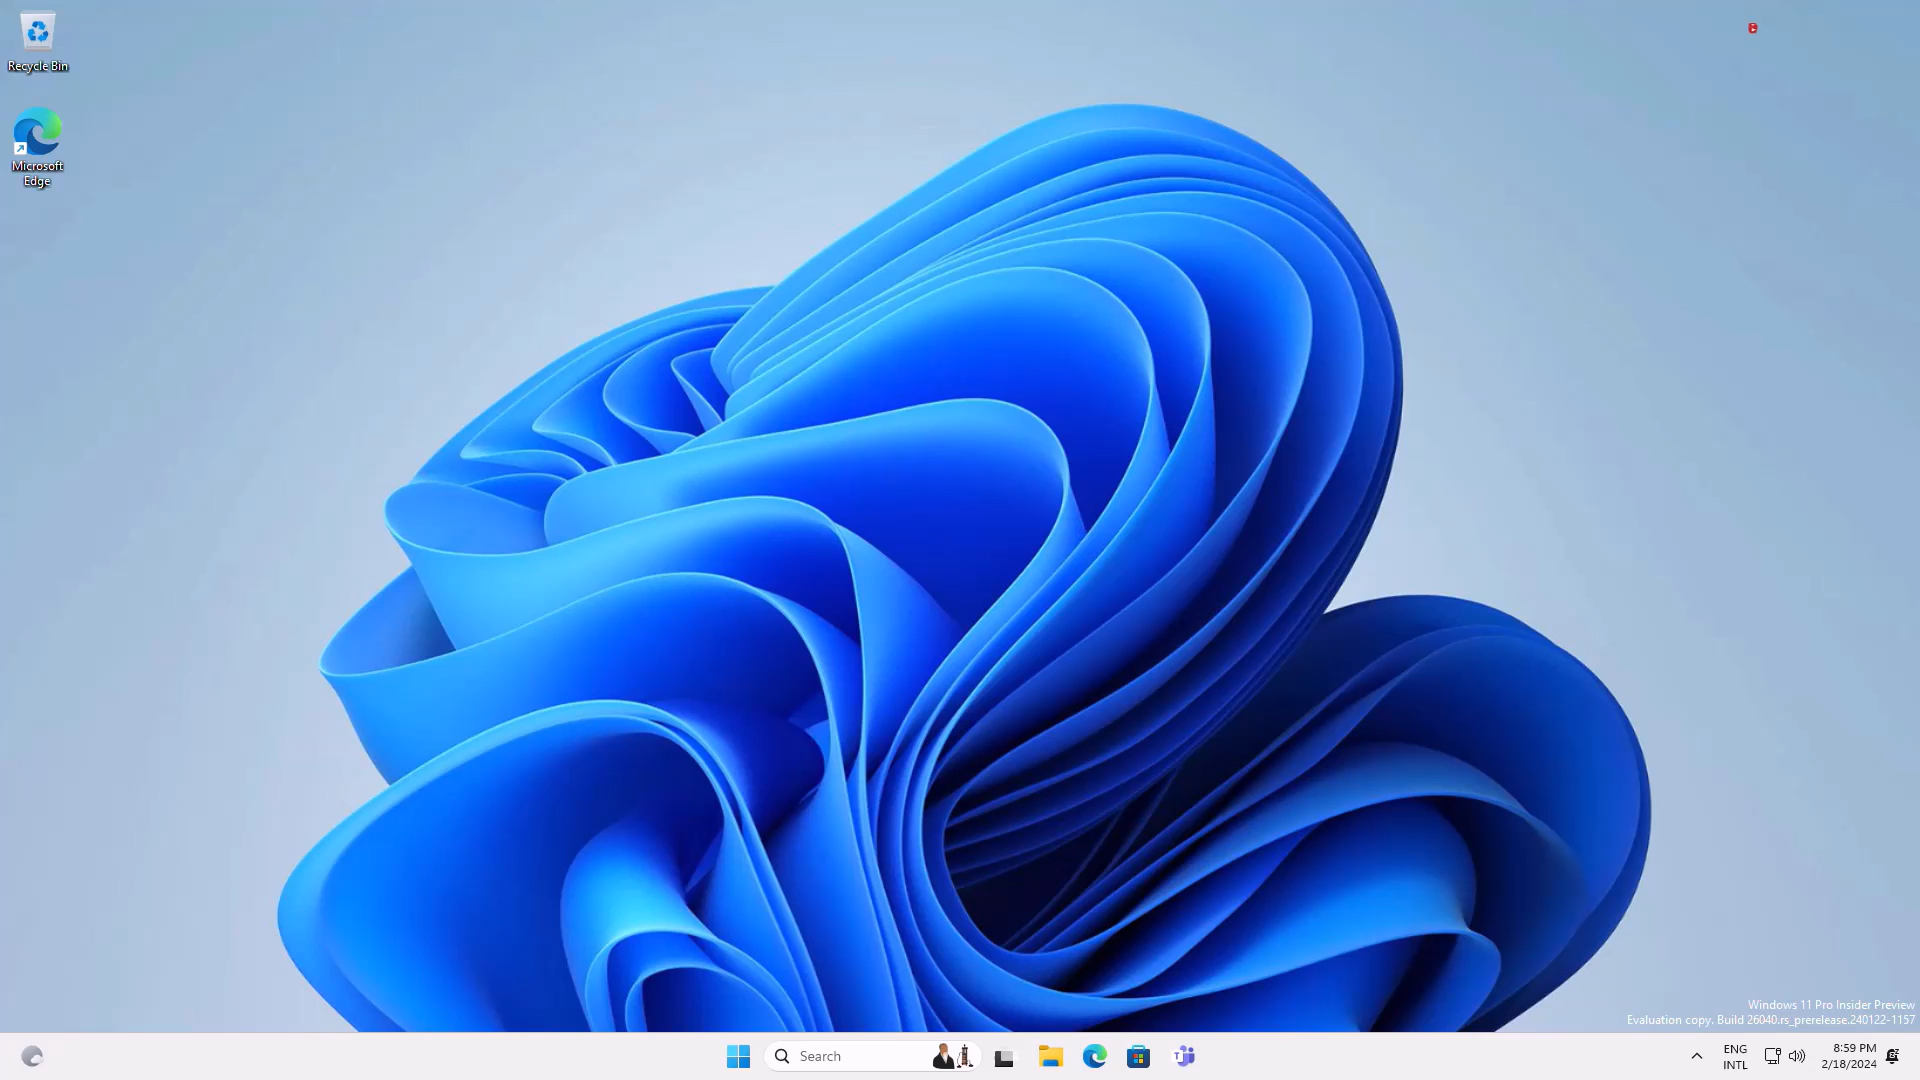 Recycle Bin
Microsoft
Edge
Windows 11 Pro Insider Preview
Evaluation copy. Build 26040.rs_prerelease.240122-1157
Search
ENG
INTL
8:59 PM
2/18/2024